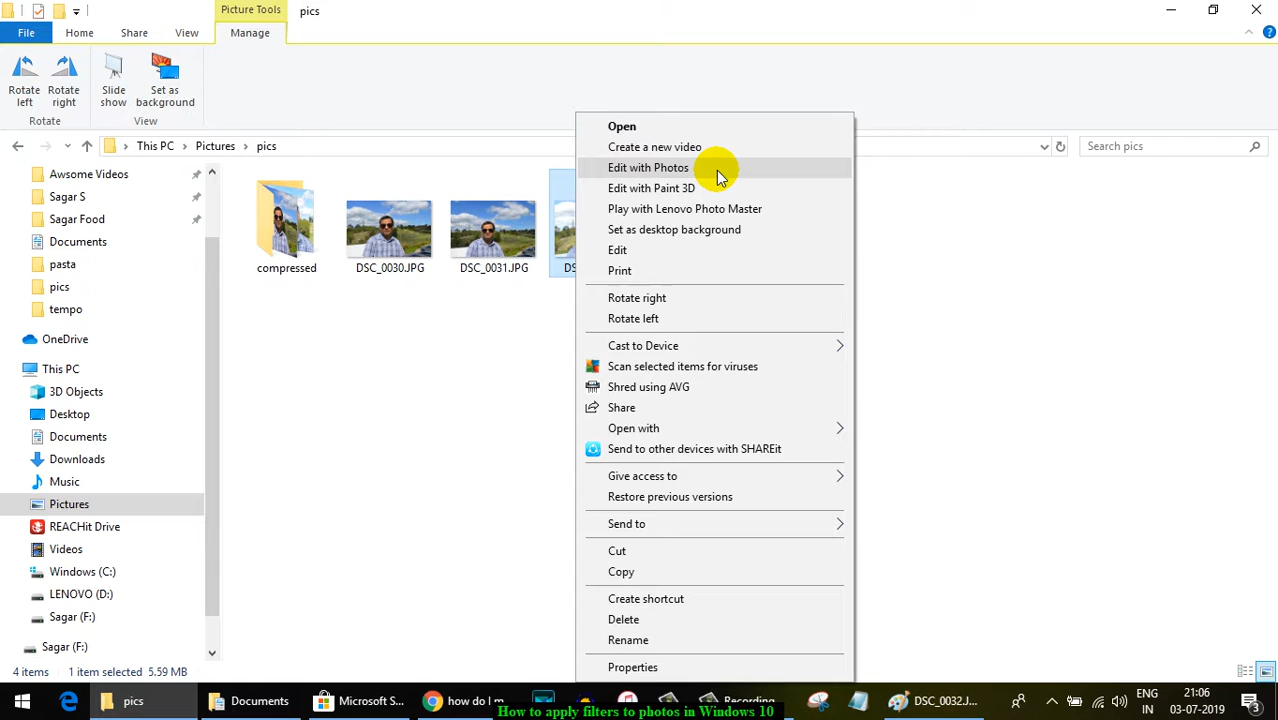 Picture Tools
pics
File
Home
Share
View
Manage
Rotate left
Rotate right
Slide show
Set as background
Rotate
View
This PC
Pictures
pics
Search pics
Awsome Videos
Sagar S
Sagar Food
Documents
pasta
pics
tempo
OneDrive
This PC
3D Objects
Desktop
Documents
Downloads
Music
Pictures
REACHit Drive
Videos
Windows (C:)
LENOVO (D:)
Sagar (F:)
Sagar (F:)
compressed
DSC_0030.JPG
DSC_0031.JPG
Open
Create a new video
Edit with Photos
Edit with Paint 3D
Play with Lenovo Photo Master
Set as desktop background
Edit
Print
Rotate right
Rotate left
Cast to Device
Scan selected items for viruses
Shred using AVG
Share
Open with
Send to other devices with SHAREit
Give access to
Restore previous versions
Send to
Cut
Copy
Create shortcut
Delete
Rename
Properties
4 items
1 item selected 5.59 MB
pics
Documents
Microsoft S...
how do I m...
Recording...
DSC_0032.J...
ENG
IN
21:06
03-07-2019
3
How to apply filters to photos in Windows 10